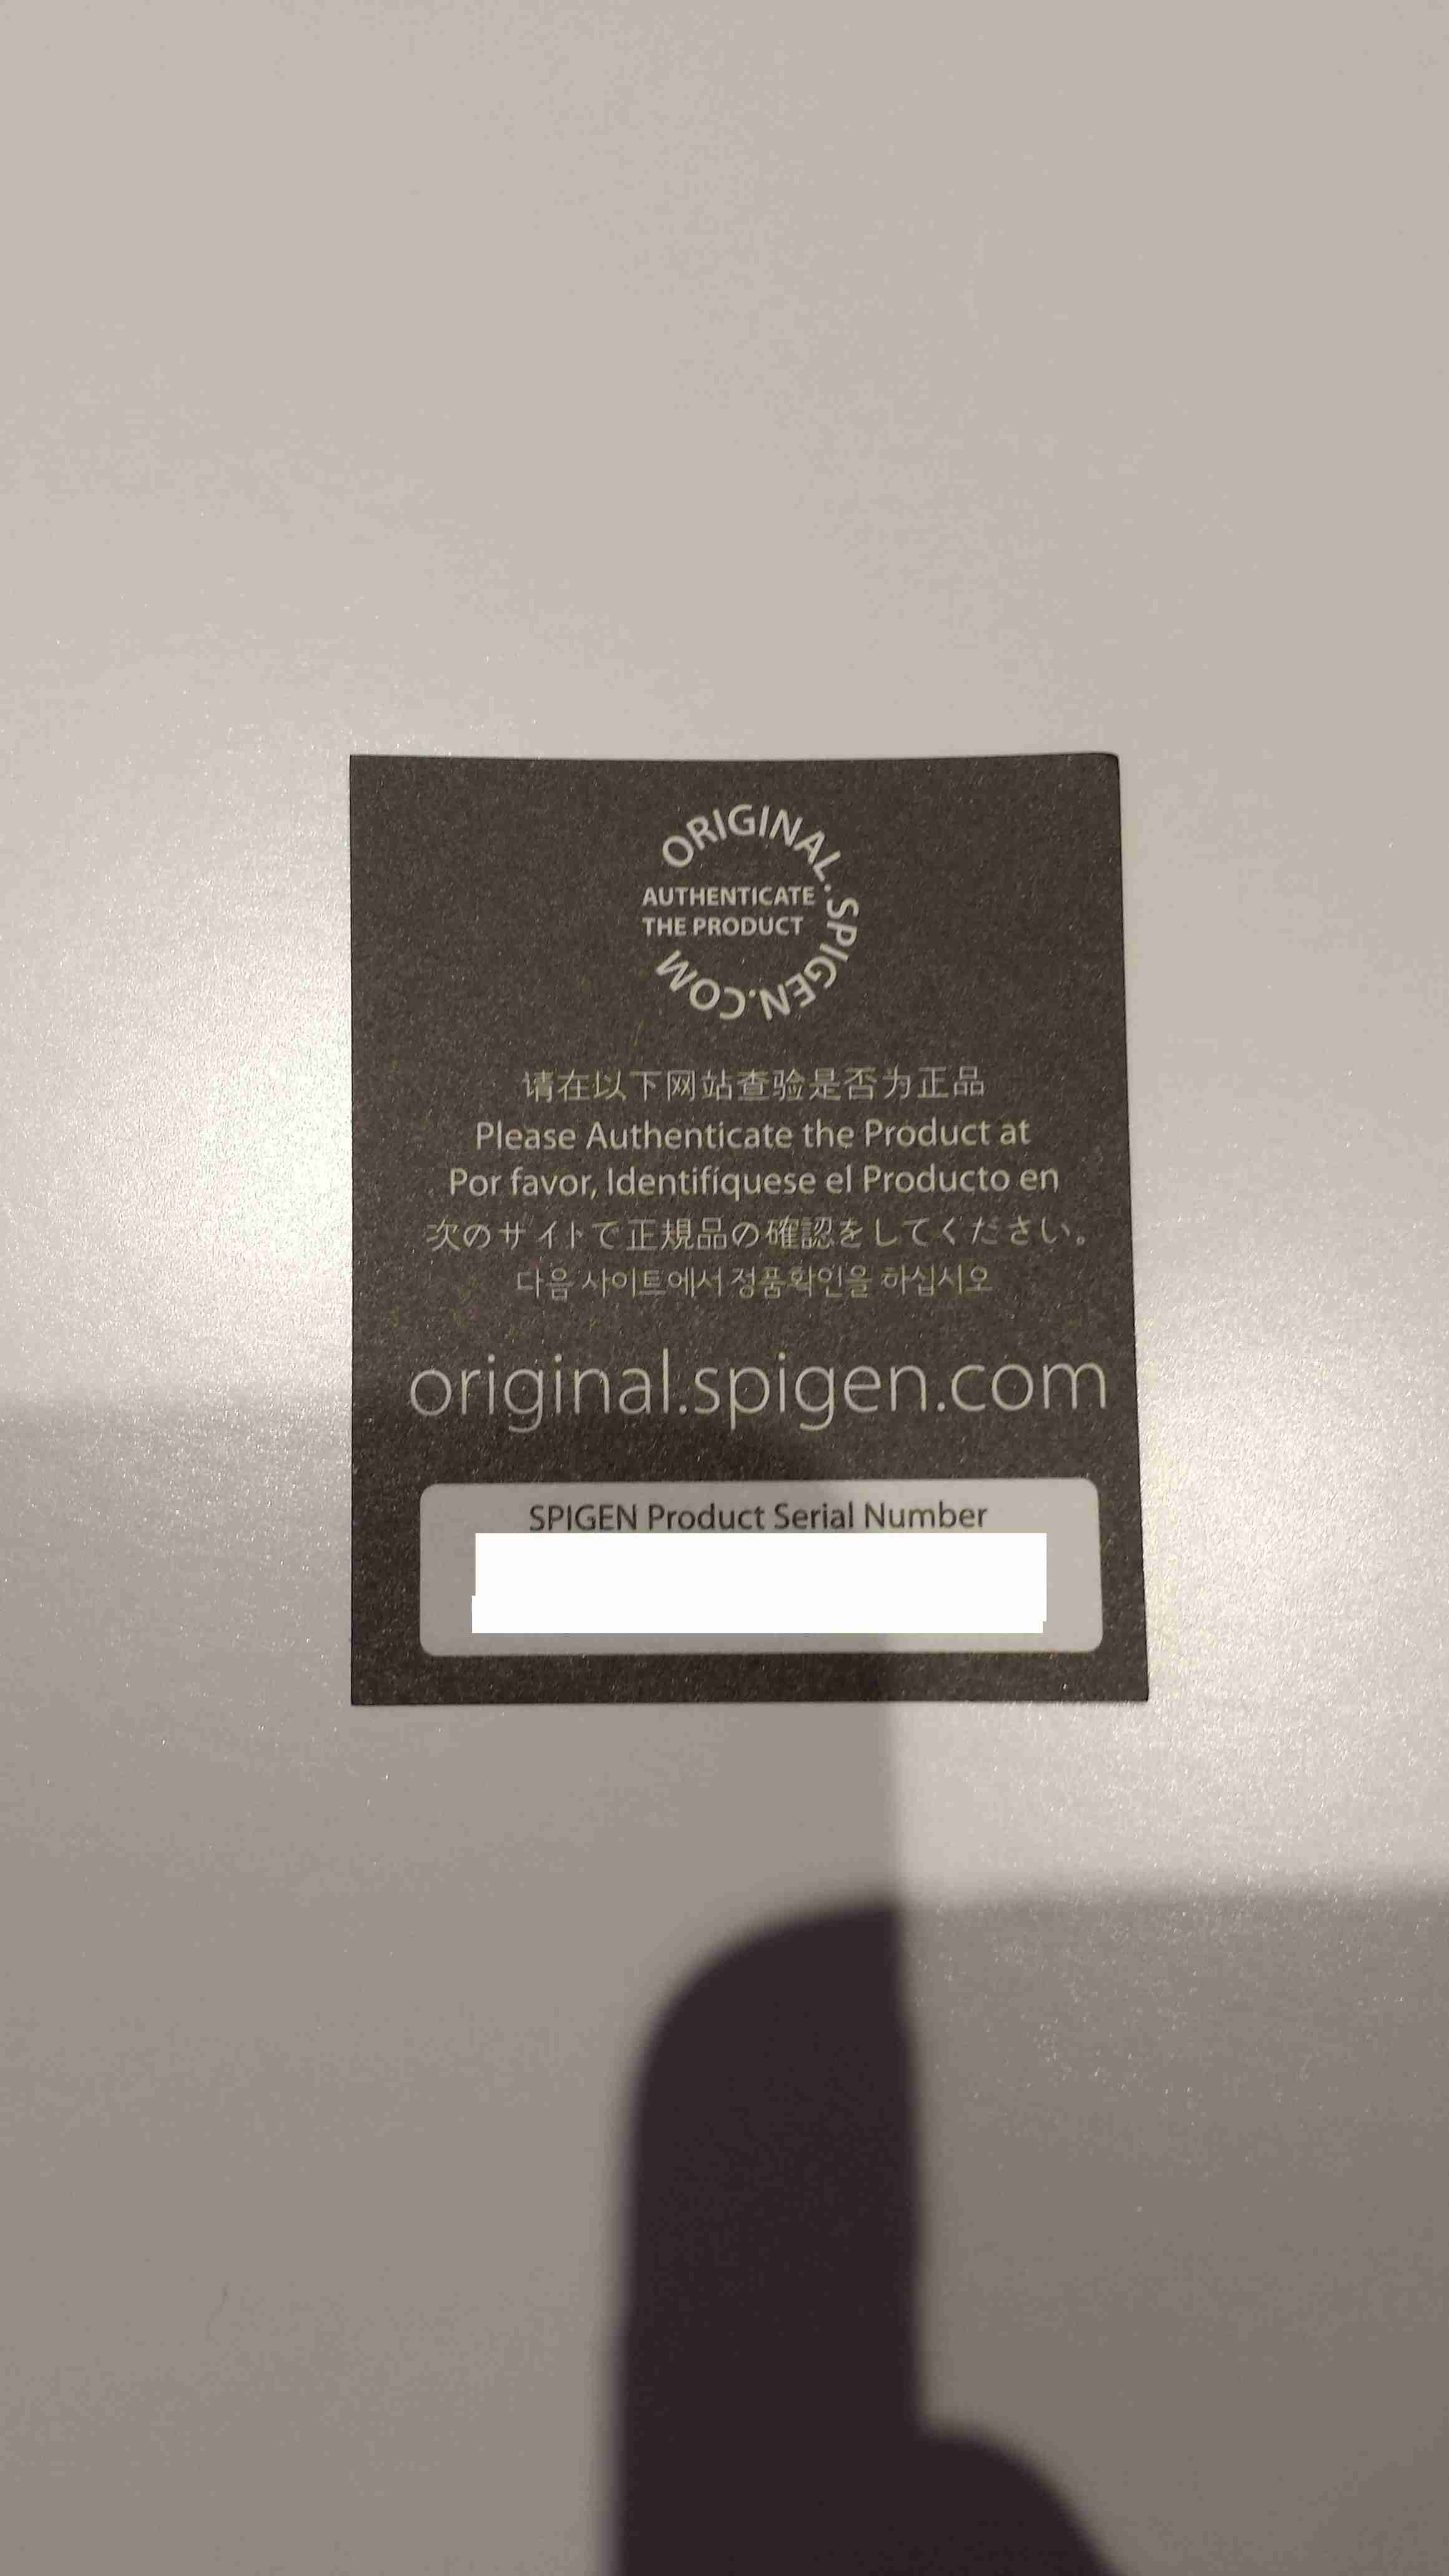 ORIGINAL.SPIGEN.COM
AUTHENTICATE
THE PRODUCT
请在以下网站查验是否为正品
Please Authenticate the Product at
Por favor, Identifíquese el Producto en
次のサイトで正規品の確認をしてください。
다음 사이트에서 정품확인을 하십시오
original.spigen.com
SPIGEN Product Serial Number